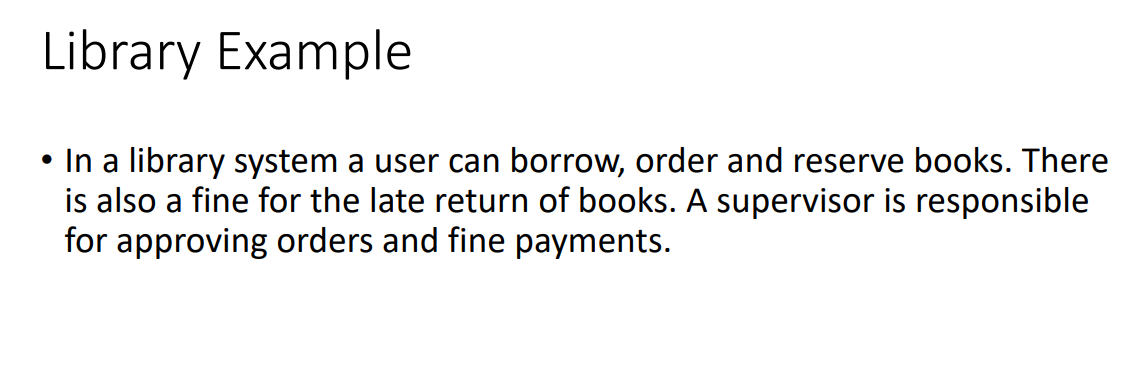 Library Example
• In a library system a user can borrow, order and reserve books. There
is also a fine for the late return of books. A supervisor is responsible
for approving orders and fine payments.